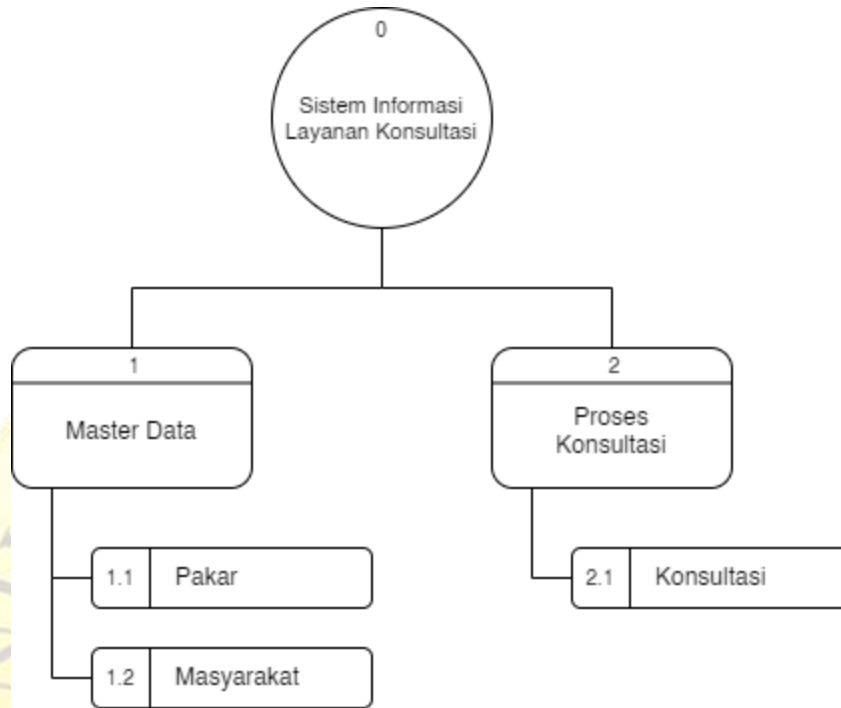 0
Sistem Informasi
Layanan Konsultasi
1
Master Data
2
Proses
Konsultasi
1.1 Pakar
2.1 Konsultasi
1.2 Masyarakat